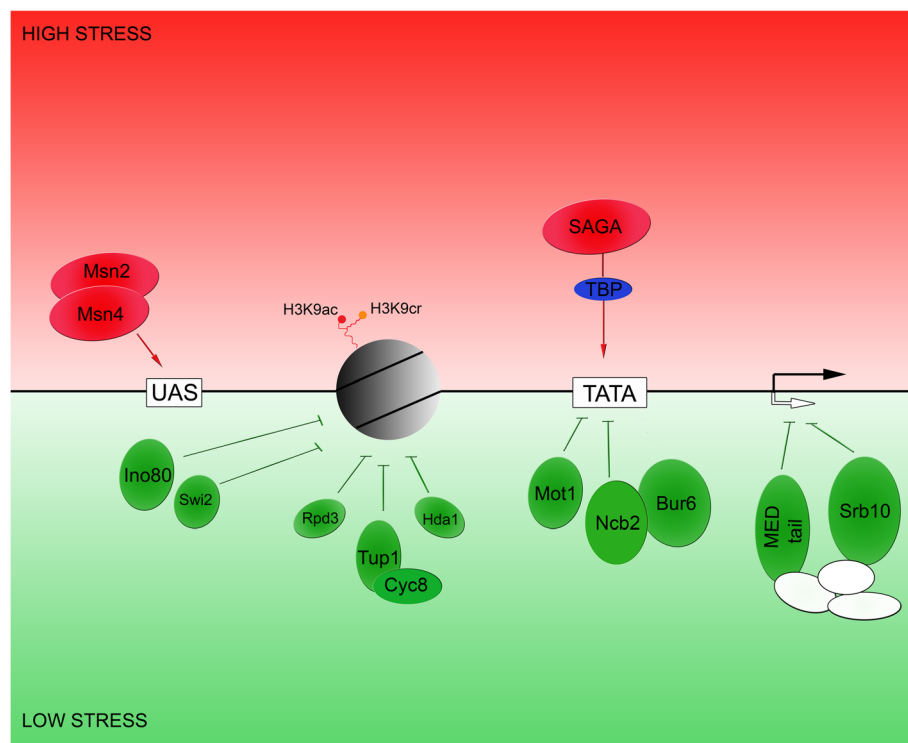 HIGH STRESS
SAGA
Msn2
TBP
Msn4
H3K9ac
H3K9cr
UAS
TATA
Ino80
Swi2
Mot1
Ncb2
Bur6
Rpd3
Hda1
MED
tail
Srb10
Tup1
Cyc8
LOW STRESS